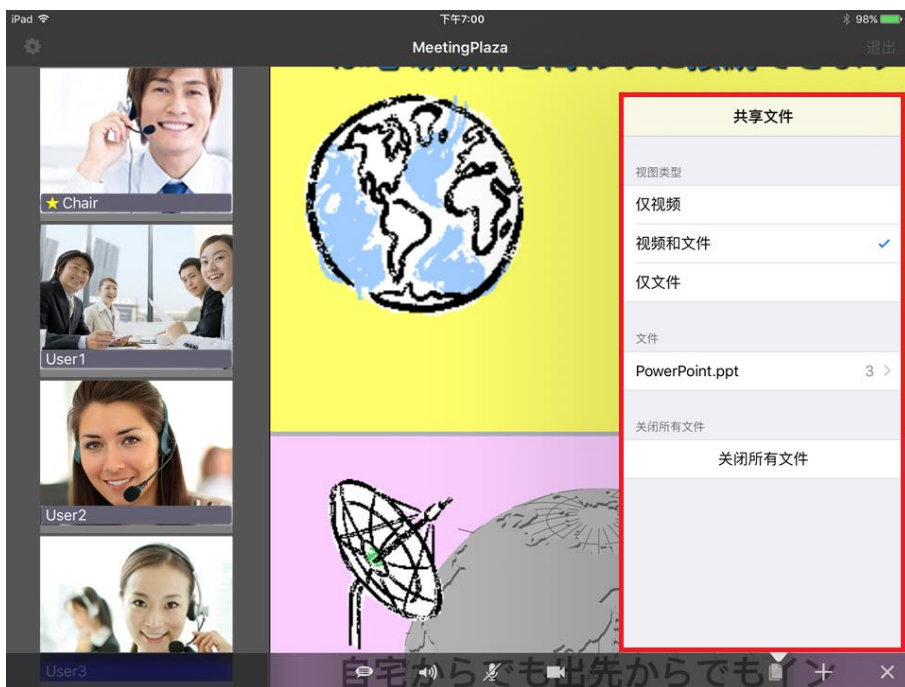 iPad
下午7:00
98%
MeetingPlaza
退出
Chair
User1
User2
User3
共享文件
视图类型
仅视频
视频和文件
仅文件
文件
PowerPoint.ppt 3
关闭所有文件
关闭所有文件
自宅からでも出先からでもイン